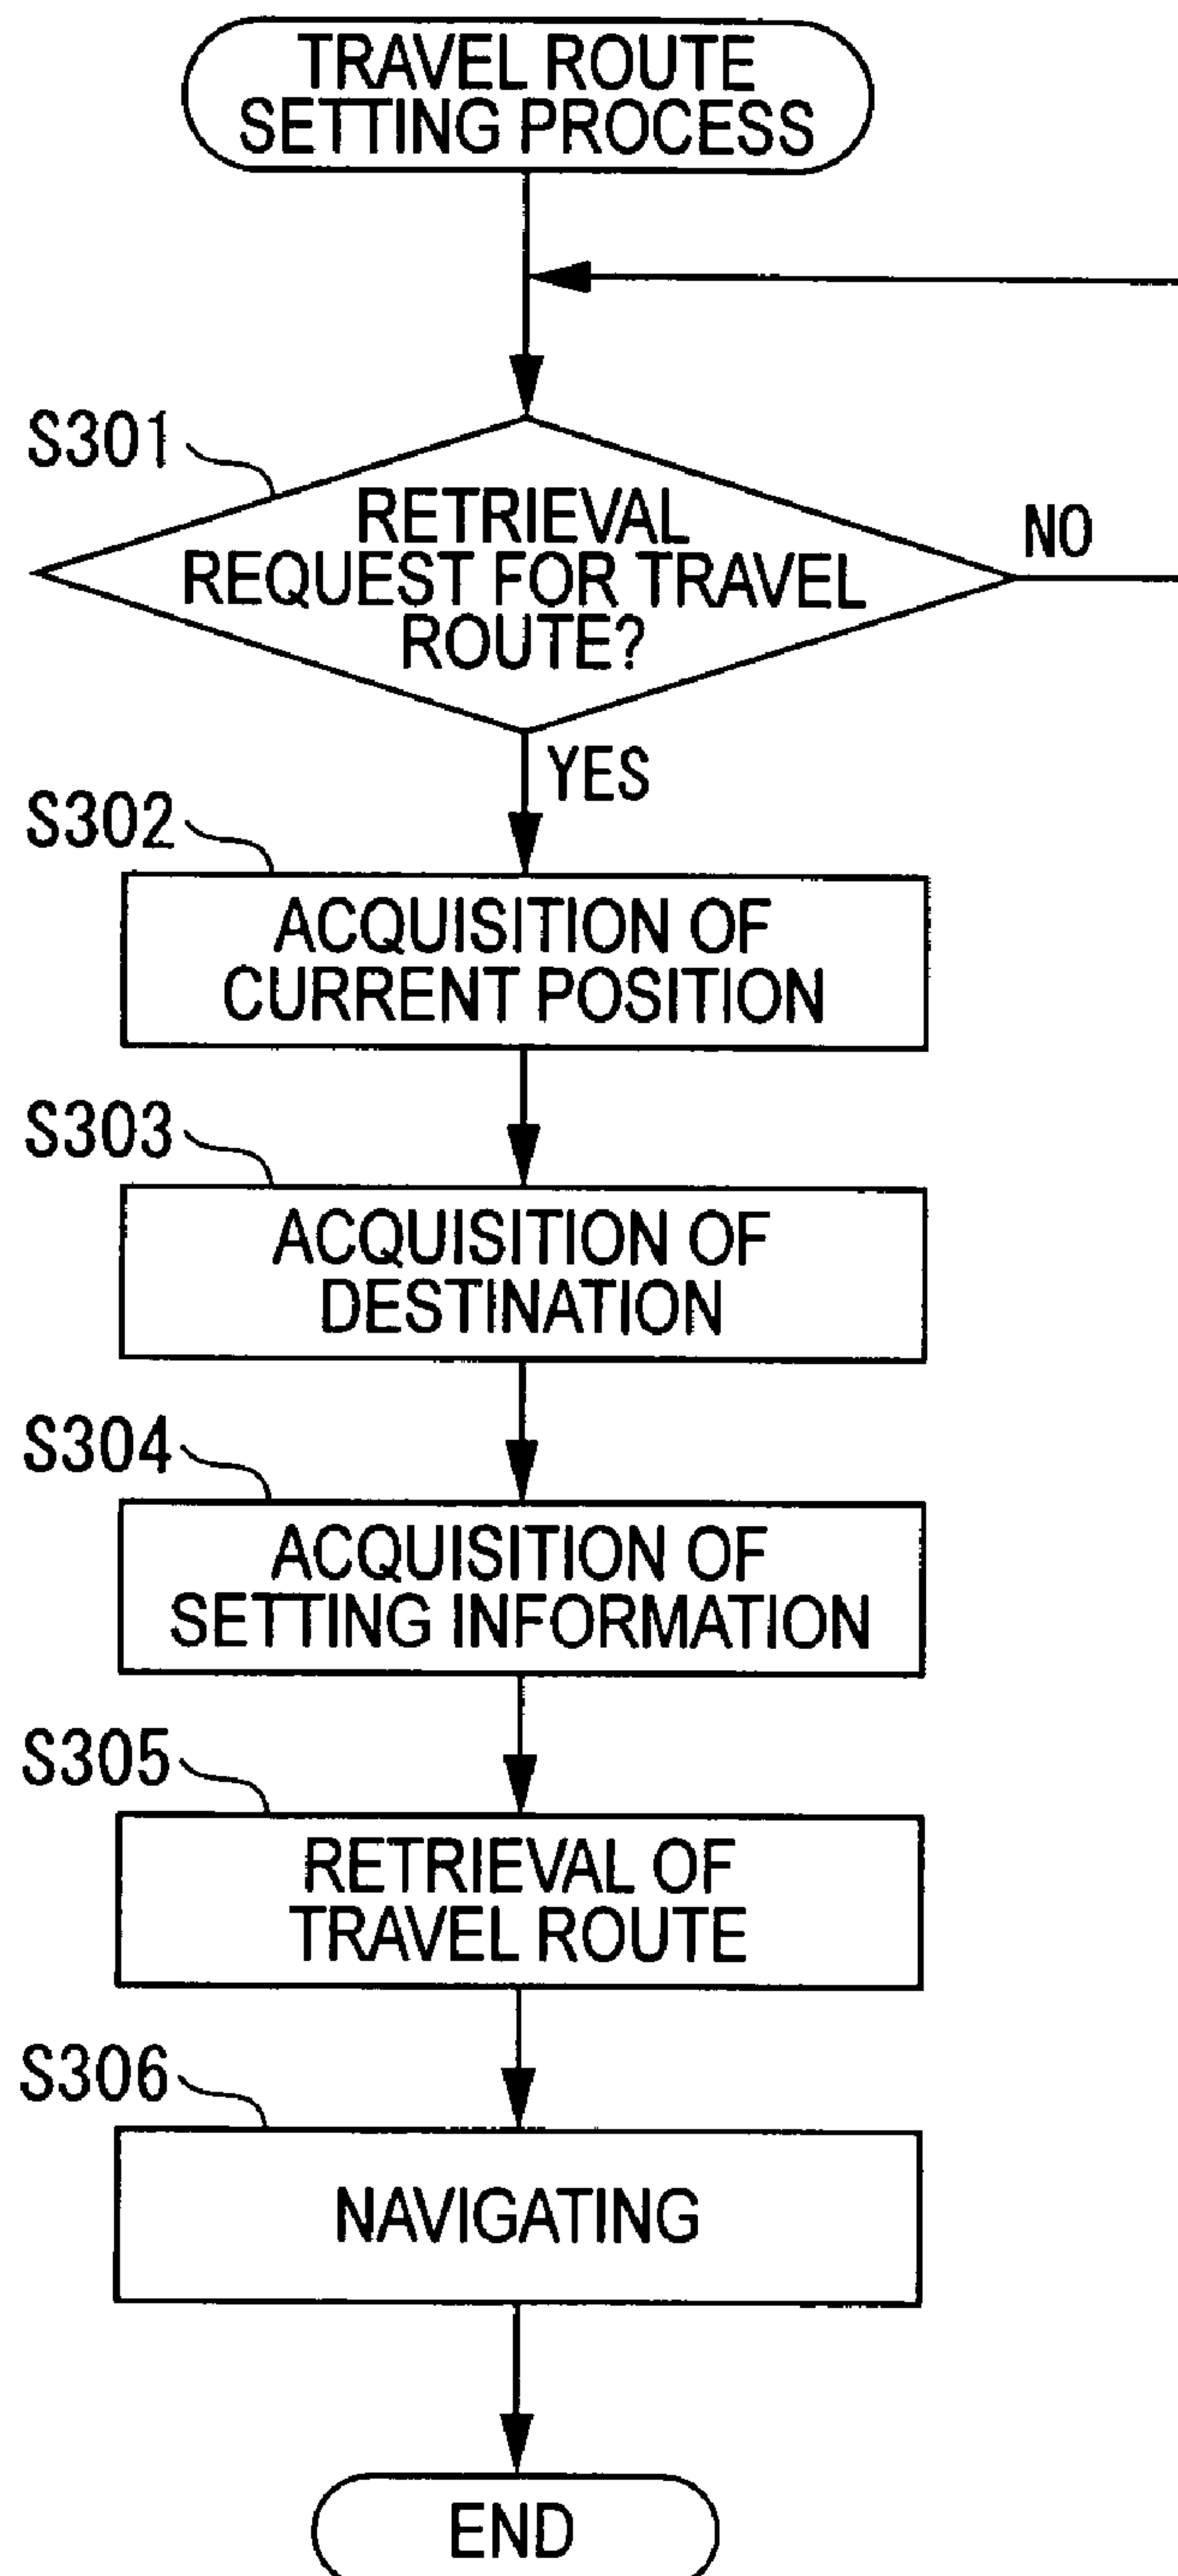 TRAVEL ROUTE
SETTING PROCESS
S301
RETRIEVAL
REQUEST FOR TRAVEL
ROUTE?
NO
YES
S302
ACQUISITION OF
CURRENT POSITION
S303
ACQUISITION OF
DESTINATION
S304
ACQUISITION OF
SETTING INFORMATION
S305
RETRIEVAL OF
TRAVEL ROUTE
S306
NAVIGATING
END